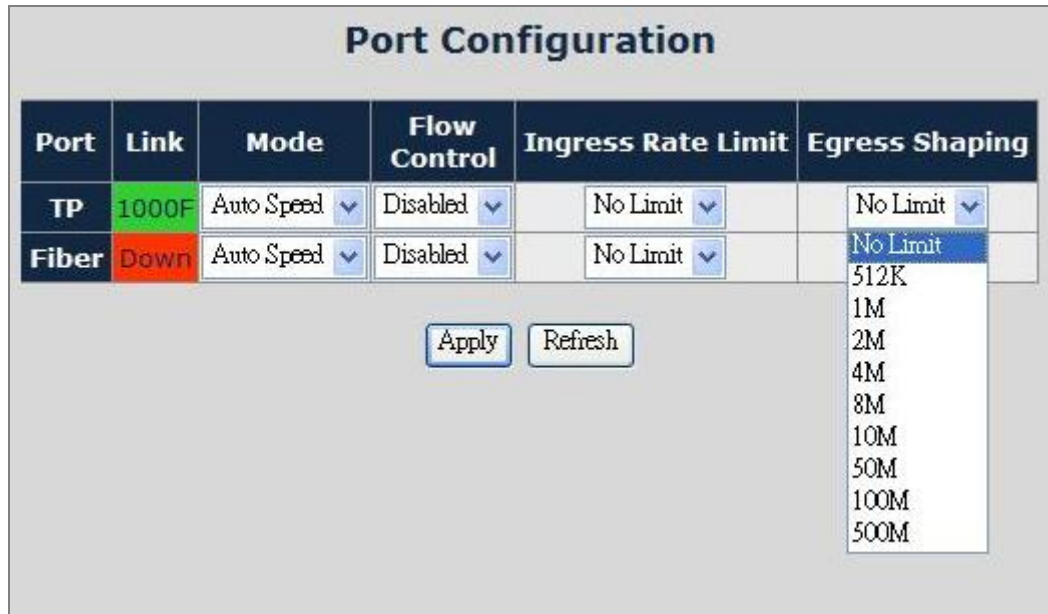 Port Configuration
Port Link Mode Flow Control Ingress Rate Limit Egress Shaping
TP 1000F Auto Speed Disabled No Limit No Limit
Fiber Down Auto Speed Disabled No Limit
No Limit
512K
1M
2M
4M
8M
10M
50M
100M
500M
Apply Refresh